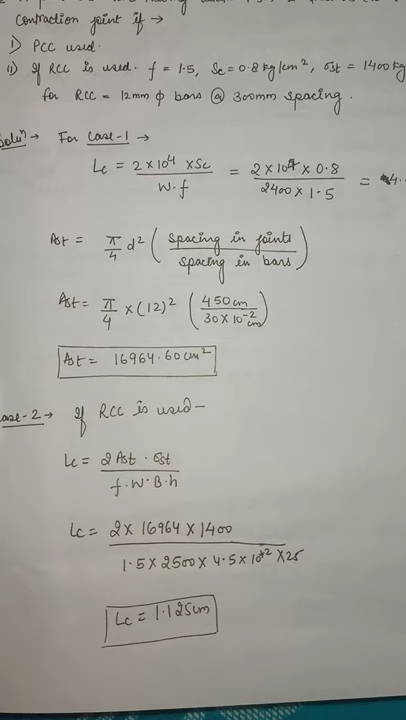 contraction joint if →
i) PCC used.
ii) If RCC is used. f = 1.5, Sc = 0.8 kg/cm², σst = 1400 kg
for RCC = 12mm φ bars @ 300mm spacing.
Soluⁿ → For Case-1 →
Lc = 2 × 10⁴ × Sc / W.f = 2 × 10⁴ × 0.8 / 2400 × 1.5 = 4.
Ast = π/4 d² (spacing in joints / spacing in bars)
Ast = π/4 × (12)² (450 cm / 30 × 10⁻² cm)
Ast = 16964.60 cm²
Case-2 → If RCC is used –
Lc = 2 Ast . σst / f . W . B . h
Lc = 2 × 16964 × 1400 / 1.5 × 2500 × 4.5 × 10⁺² × 25
Lc = 1.125cm